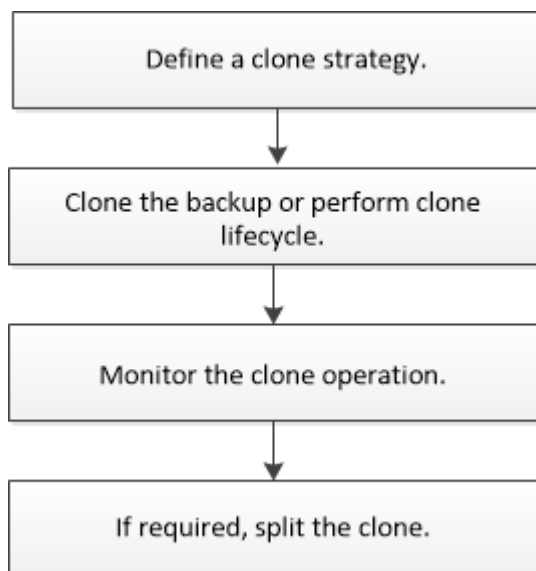 Define a clone strategy.
Clone the backup or perform clone
lifecycle.
Monitor the clone operation.
If required, split the clone.